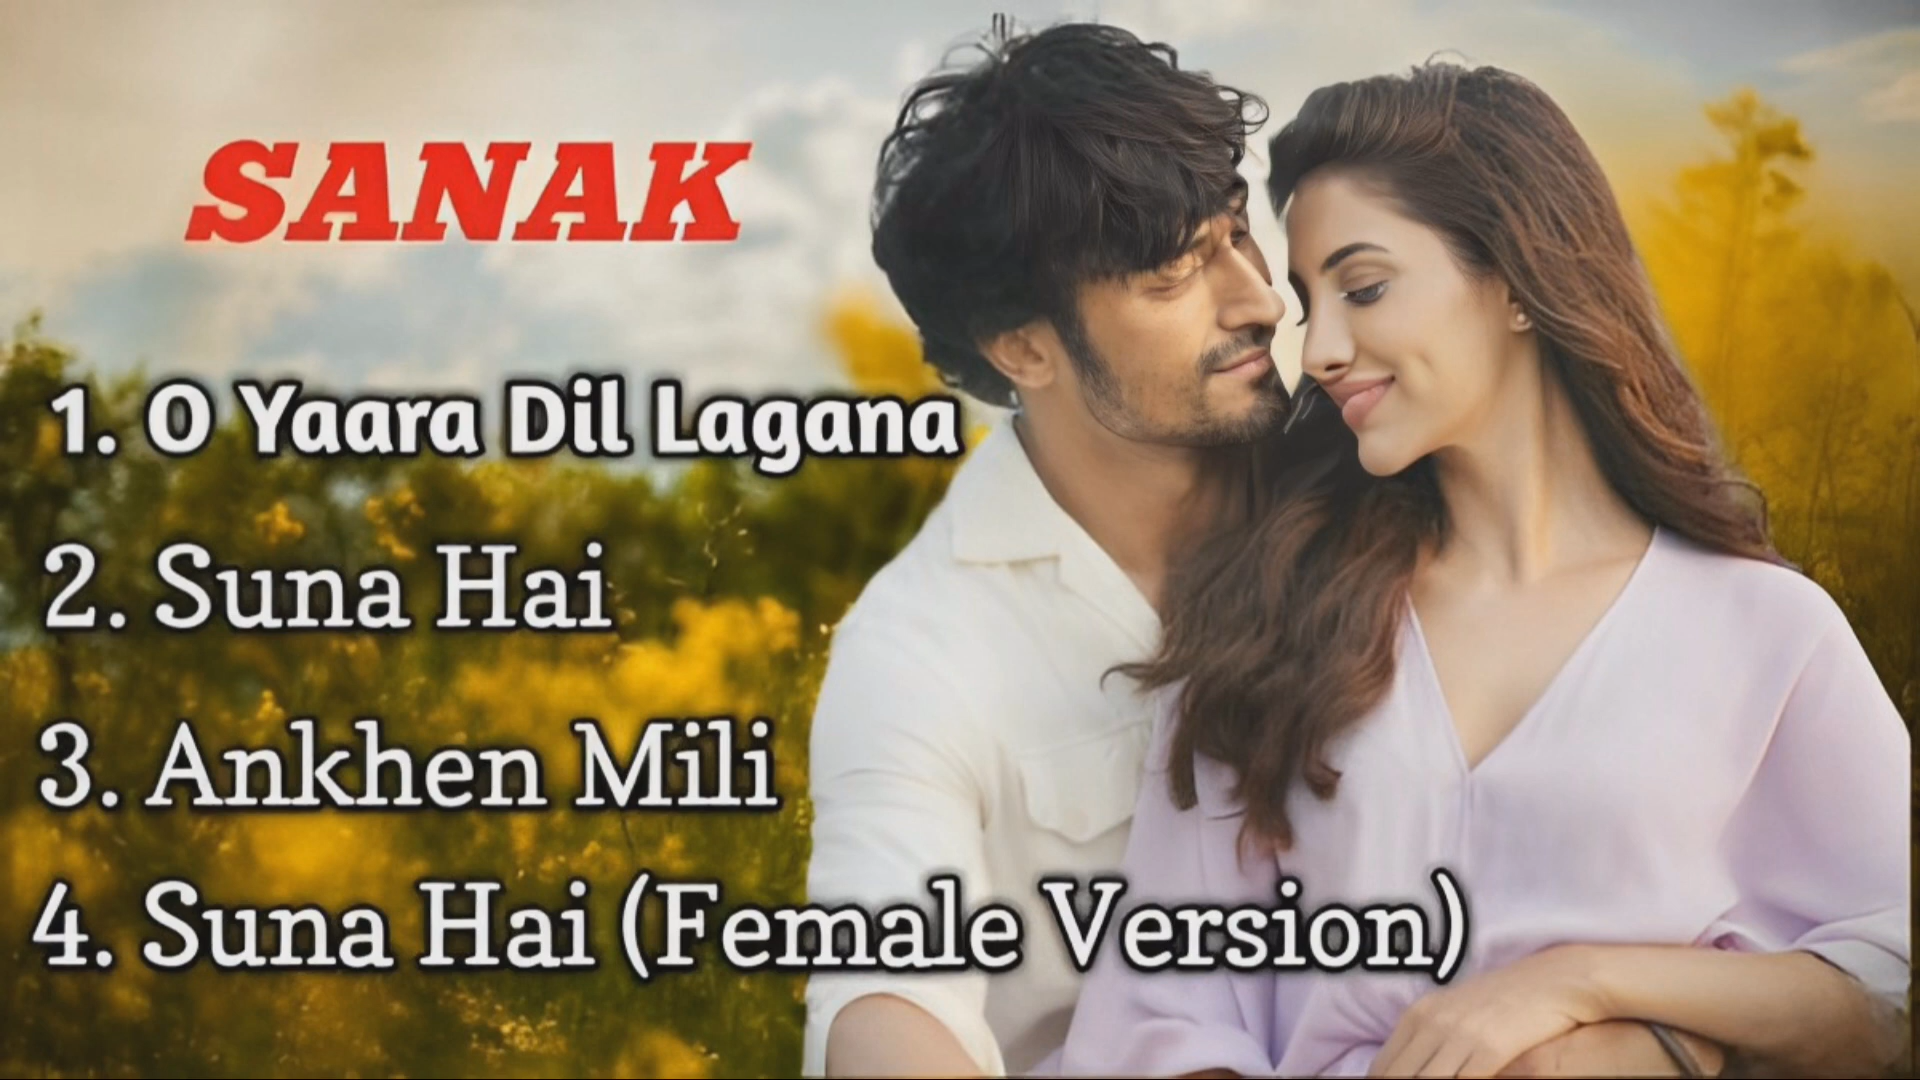 SANAK
1. O Yaara Dil Lagana
2. Suna Hai
3. Ankhen Mili
4. Suna Hai (Female Version)